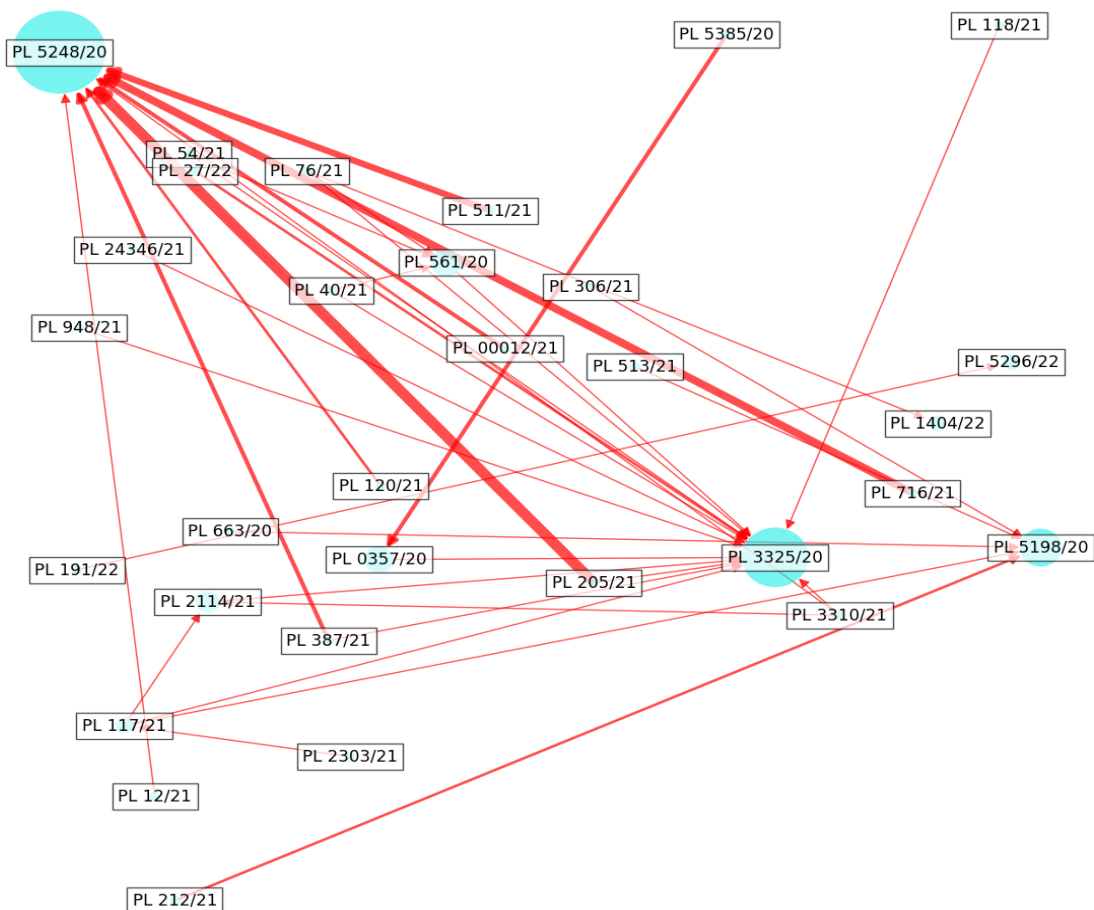 PL 5385/20
PL 118/21
PL 5248/20
PL 54/21
PL 27/22
PL 76/21
PL 511/21
PL 24346/21
PL 561/20
PL 40/21
PL 306/21
PL 948/21
PL 00012/21
PL 513/21
PL 5296/22
PL 1404/22
PL 120/21
PL 716/21
PL 663/20
PL 191/22
PL 0357/20
PL 3325/20
PL 5198/20
PL 205/21
PL 2114/21
PL 3310/21
PL 387/21
PL 117/21
PL 2303/21
PL 12/21
PL 212/21